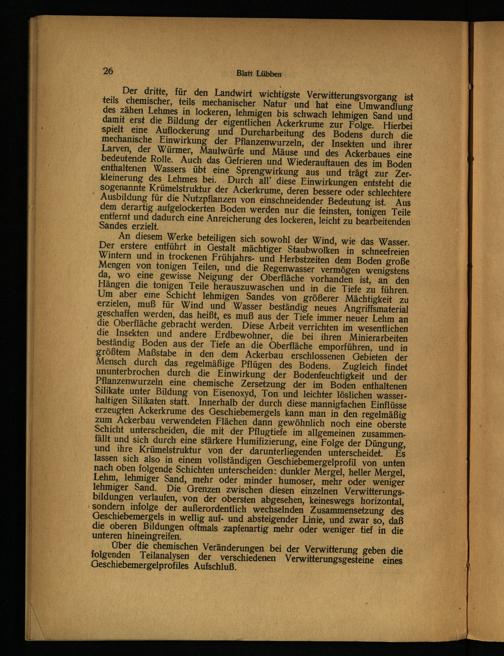 26
Blatt Lübben
Der dritte, für den Landwirt wichtigste Verwitterungsvorgang ist
teils chemischer, teils mechanischer Natur und hat eine Umwandlung
des zähen Lehmes in lockeren, lehmigen bis schwach lehmigen Sand und
damit erst die Bildung der eigentlichen Ackerkrume zur Folge. Hierbei
spielt eine Auflockerung und Durcharbeitung des Bodens durch die
mechanische Einwirkung der Pflanzenwurzeln, der Insekten und ihrer
Larven, der Würmer, Maulwürfe und Mäuse und des Ackerbaues eine
bedeutende Rolle. Auch das Gefrieren und Wiederauftauen des im Boden
enthaltenen Wassers übt eine Sprengwirkung aus und trägt zur Zer-
kleinerung des Lehmes bei. Durch all' diese Einwirkungen entsteht die
sogenannte Krümelstruktur der Ackerkrume, deren bessere oder schlechtere
Ausbildung für die Nutzpflanzen von einschneidender Bedeutung ist. Aus
dem derartig aufgelockerten Boden werden nur die feinsten, tonigen Teile
entfernt und dadurch eine Anreicherung des lockeren, leicht zu bearbeitenden
Sandes erzielt.
An diesem Werke beteiligen sich sowohl der Wind, wie das Wasser.
Der erstere entführt in Gestalt mächtiger Staubwolken in schneefreien
Wintern und in trockenen Frühjahrs- und Herbstzeiten dem Boden große
Mengen von tonigen Teilen, und die Regenwasser vermögen wenigstens
da, wo eine gewisse Neigung der Oberfläche vorhanden ist, an den
Hängen die tonigen Teile herauszuwaschen und in die Tiefe zu führen.
Um aber eine Schicht lehmigen Sandes von größerer Mächtigkeit zu
erzielen, muß für Wind und Wasser beständig neues Angriffsmaterial
geschaffen werden, das heißt, es muß aus der Tiefe immer neuer Lehm an
die Oberfläche gebracht werden. Diese Arbeit verrichten im wesentlichen
die Insekten und andere Erdbewohner, die bei ihren Minierarbeiten
beständig Boden aus der Tiefe an die Oberfläche emporführen, und in
größtem Maßstabe in den dem Ackerbau erschlossenen Gebieten der
Mensch durch das regelmäßige Pflügen des Bodens. Zugleich findet
ununterbrochen durch die Einwirkung der Bodenfeuchtigkeit und der
Pflanzenwurzeln eine chemische Zersetzung der im Boden enthaltenen
Silikate unter Bildung von Eisenoxyd, Ton und leichter löslichen wasser-
haltigen Silikaten statt. Innerhalb der durch diese mannigfachen Einflüsse
erzeugten Ackerkrume des Geschiebemergels kann man in den regelmäßig
zum Ackerbau verwendeten Flächen dann gewöhnlich noch eine oberste
Schicht unterscheiden, die mit der Pflugtiefe im allgemeinen zusammen-
fällt und sich durch eine stärkere Humifizierung, eine Folge der Düngung,
und ihre Krümelstruktur von der darunterliegenden unterscheidet. Es
lassen sich also in einem vollständigen Geschiebemergelprofil von unten
nach oben folgende Schichten unterscheiden: dunkler Mergel, heller Mergel,
Lehm, lehmiger Sand, mehr oder minder humoser, mehr oder weniger
lehmiger Sand. Die Grenzen zwischen diesen einzelnen Verwitterungs-
bildungen verlaufen, von der obersten abgesehen, keineswegs horizontal,
sondern infolge der außerordentlich wechselnden Zusammensetzung des
Geschiebemergels in wellig auf- und absteigender Linie, und zwar so, daß
die oberen Bildungen oftmals zapfenartig mehr oder weniger tief in die
unteren hineingreifen.
Über die chemischen Veränderungen bei der Verwitterung geben die
folgenden Teilanalysen der verschiedenen Verwitterungsgesteine eines
Geschiebemergelprofiles Aufschluß.